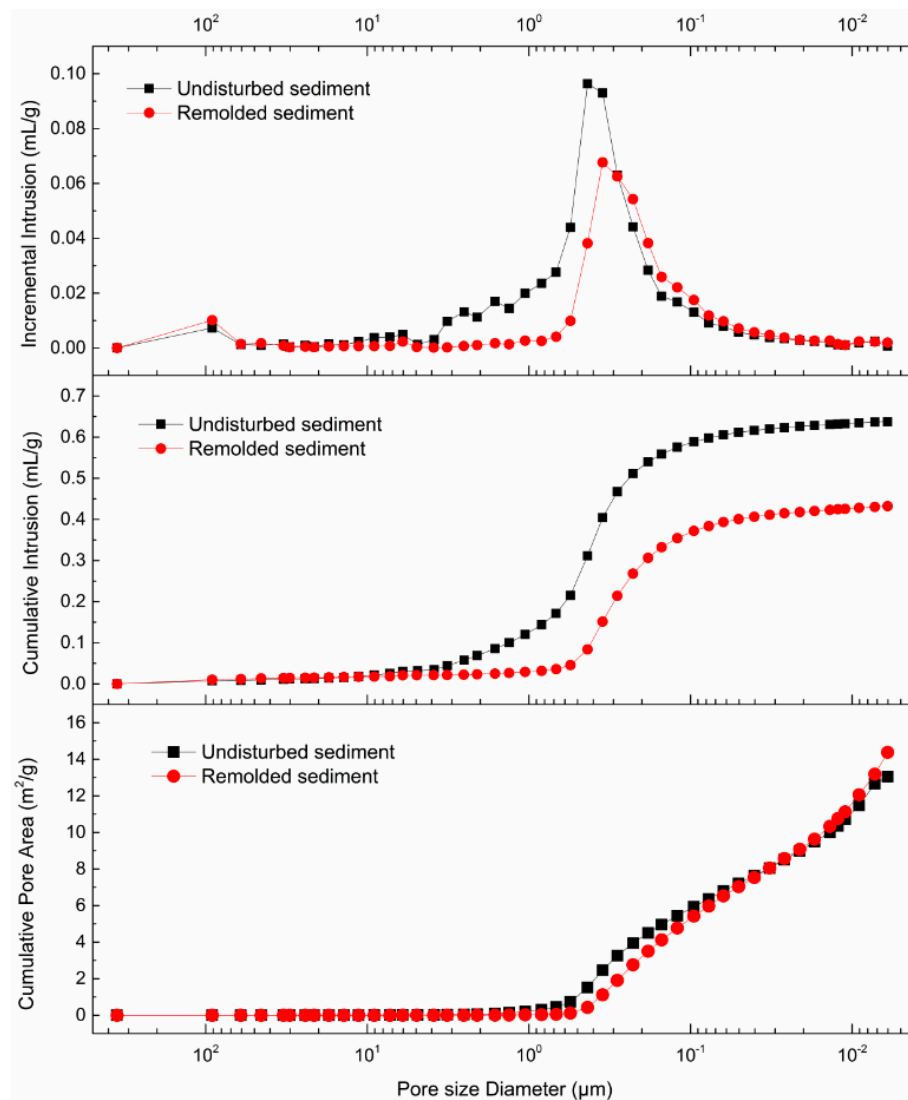 10² 10¹ 10⁰ 10⁻¹ 10⁻²
0.10
0.08
0.06
0.04
0.02
0.00
Incremental Intrusion (mL/g)
Undisturbed sediment
Remolded sediment
0.7
0.6
0.5
0.4
0.3
0.2
0.1
0.0
Cumulative Intrusion (mL/g)
Undisturbed sediment
Remolded sediment
16
14
12
10
8
6
4
2
0
Cumulative Pore Area (m²/g)
Undisturbed sediment
Remolded sediment
10² 10¹ 10⁰ 10⁻¹ 10⁻²
Pore size Diameter (μm)